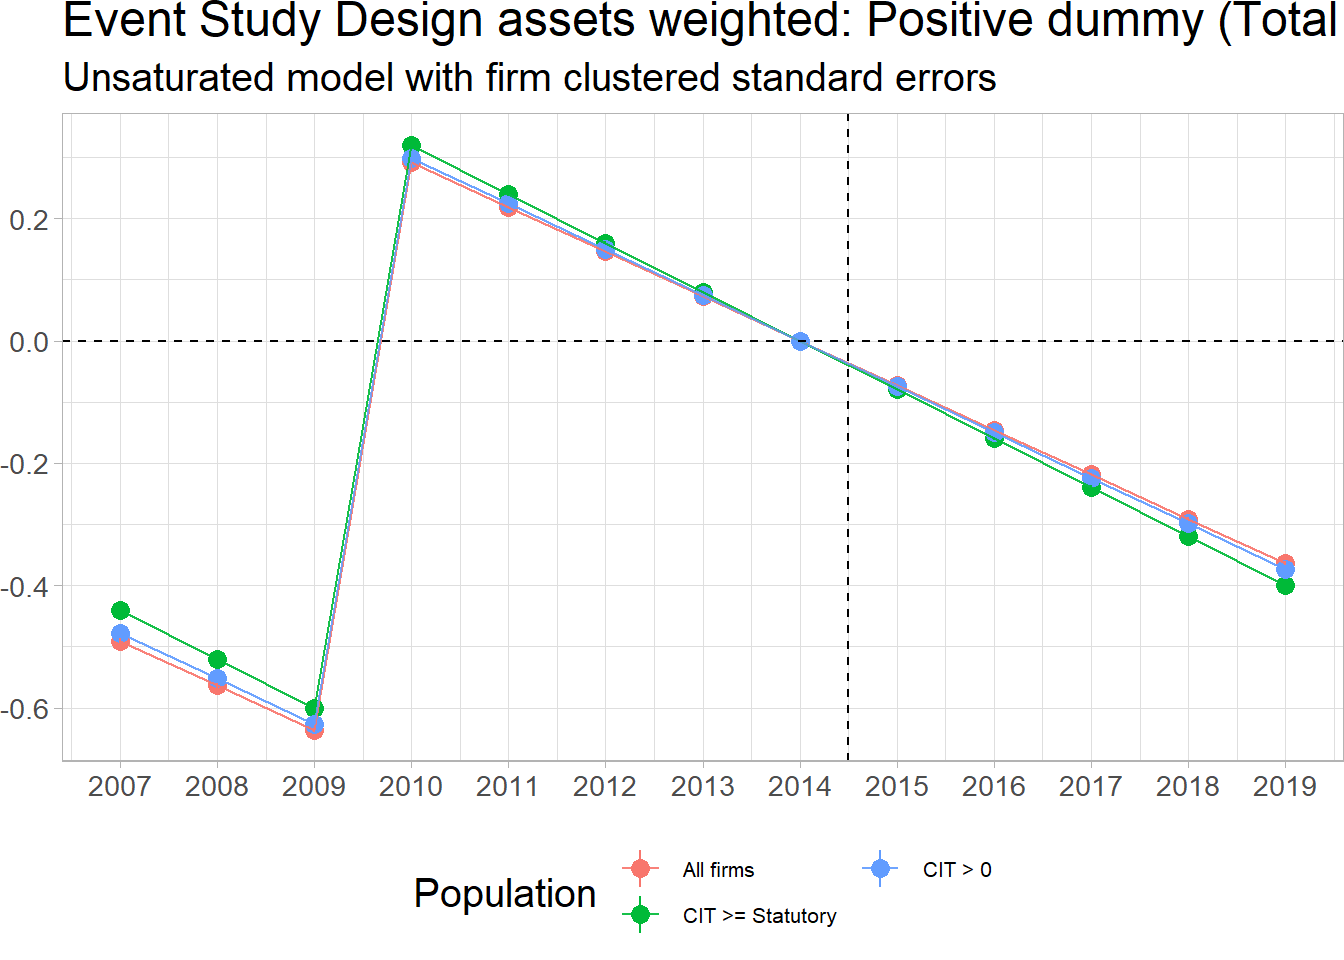 Event Study Design assets weighted: Positive dummy (Total
Unsaturated model with firm clustered standard errors
0.2
0.0
-0.2
-0.4
-0.6
2007 2008 2009 2010 2011 2012 2013 2014 2015 2016 2017 2018 2019
Population
All firms
CIT > 0
CIT >= Statutory